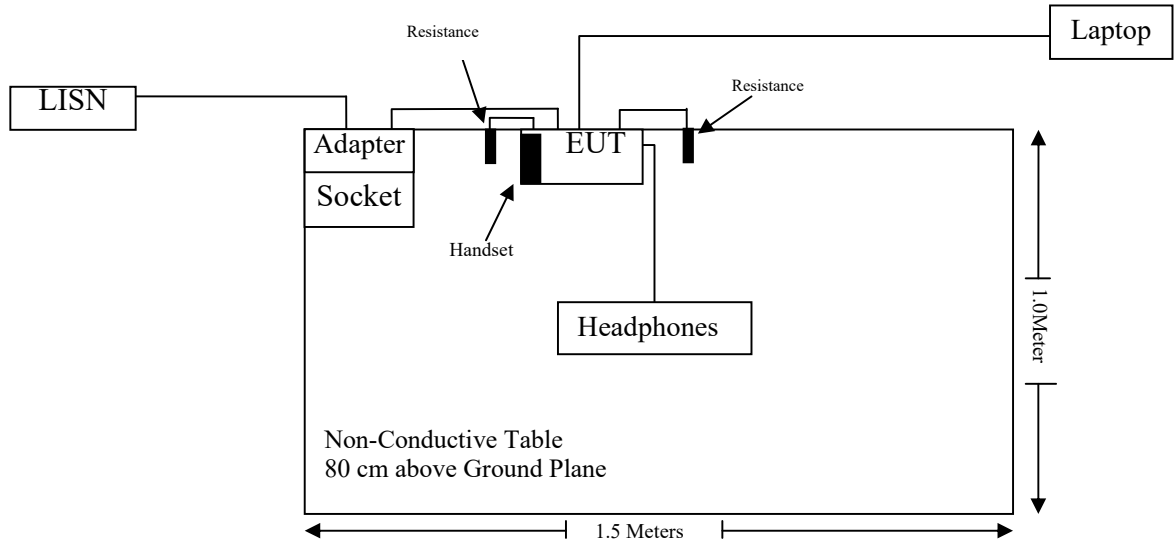 Resistance
Laptop
LISN
Resistance
Adapter
EUT
Socket
Handset
Headphones
1.0Meter
Non-Conductive Table
80 cm above Ground Plane
1.5 Meters